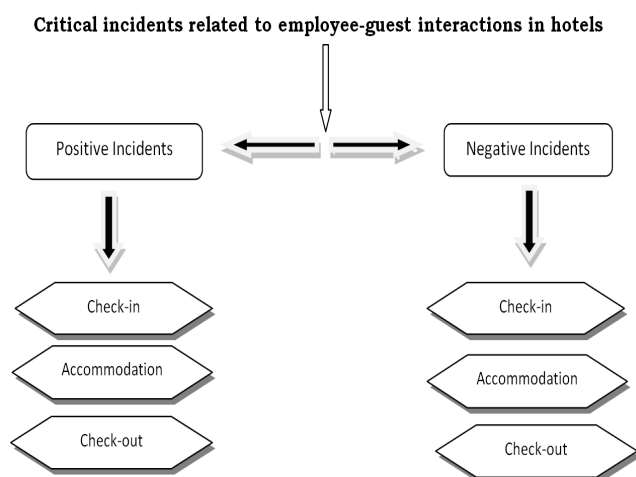 Critical incidents related to employee-guest interactions in hotels
Positive Incidents
Negative Incidents
Check-in
Accommodation
Check-out
Check-in
Accommodation
Check-out